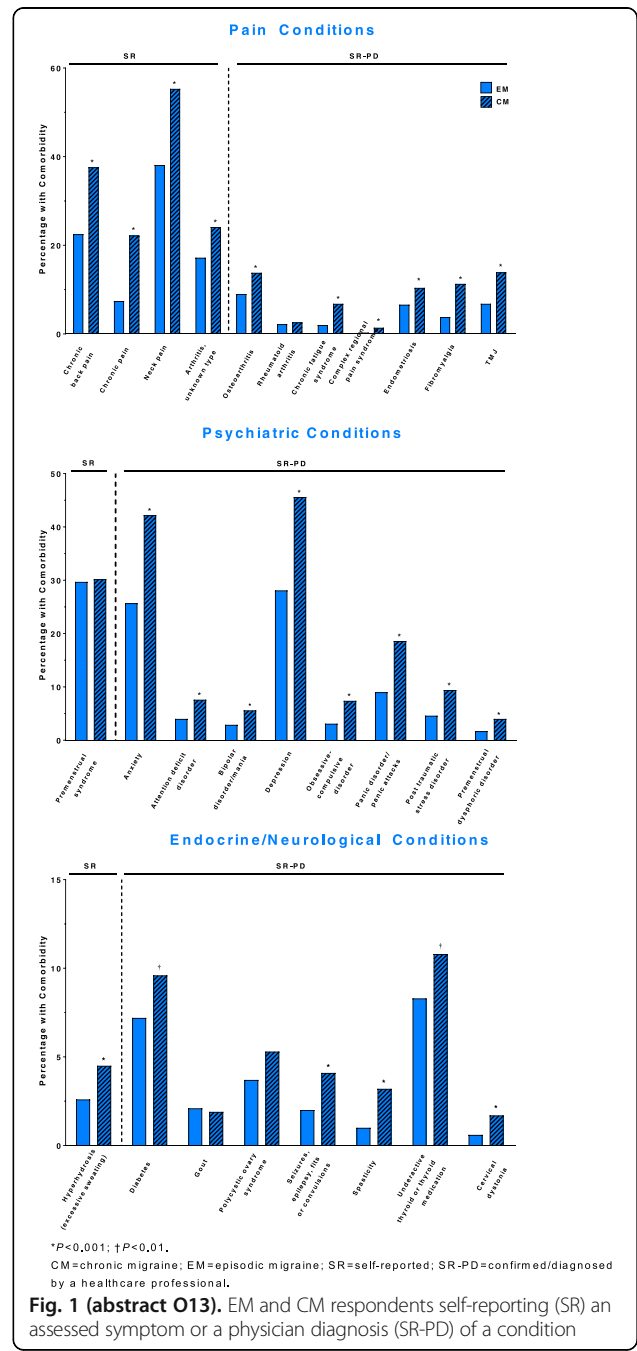 Pain Conditions
SR
SR-PD
60
40
20
0
Percentage with Comorbidity
EM
CM
* * * * * * * * * * 
Chronic
back pain
Chronic pain
Neck pain
Arthritis,
unknown type
Osteoarthritis
Rheumatoid
arthritis
Chronic fatigue
syndrome
Complex regional
pain syndrome
Endometriosis
Fibromyalgia
TMJ
Psychiatric Conditions
SR
SR-PD
50
40
30
20
10
0
Percentage with Comorbidity
* * * * * * * *
Premenstrual
syndrome
Anxiety
Attention deficit
disorder
Bipolar
disorder/mania
Depression
Obsessive-
compulsive
disorder
Panic disorder/
panic attacks
Post traumatic
stress disorder
Premenstrual
dysphoric disorder
Endocrine/Neurological Conditions
SR
SR-PD
15
10
5
0
Percentage with Comorbidity
* † * * † *
Hyperhydrosis
(excessive sweating)
Diabetes
Gout
Polycystic ovary
syndrome
Seizures,
epilepsy, fits
or convulsions
Spasticity
Underactive
thyroid or thyroid
medication
Cervical
dystonia
*P<0.001; †P<0.01.
CM=chronic migraine; EM=episodic migraine; SR=self-reported; SR-PD=confirmed/diagnosed
by a healthcare professional.
Fig. 1 (abstract O13). EM and CM respondents self-reporting (SR) an
assessed symptom or a physician diagnosis (SR-PD) of a condition